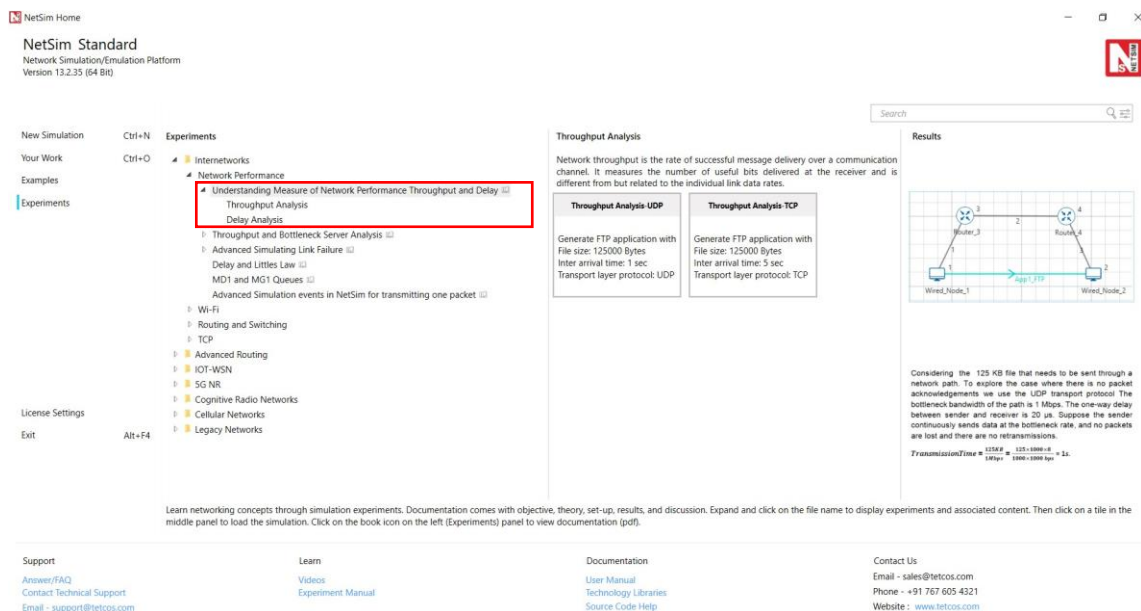 NetSim Home
NetSim Standard
Network Simulation/Emulation Platform
Version 13.2.35 (64 Bit)
NETSIM
Search
New Simulation Ctrl+N
Your Work Ctrl+O
Examples
Experiments
License Settings
Exit Alt+F4
Experiments
Internetworks
Network Performance
Understanding Measure of Network Performance Throughput and Delay
Throughput Analysis
Delay Analysis
Throughput and Bottleneck Server Analysis
Advanced Simulating Link Failure
Delay and Littles Law
MD1 and MG1 Queues
Advanced Simulation events in NetSim for transmitting one packet
Wi-Fi
Routing and Switching
TCP
Advanced Routing
IOT-WSN
5G NR
Cognitive Radio Networks
Cellular Networks
Legacy Networks
Throughput Analysis
Network throughput is the rate of successful message delivery over a communication
channel. It measures the number of useful bits delivered at the receiver and is
different from but related to the individual link data rates.
Throughput Analysis-UDP
Generate FTP application with
File size: 125000 Bytes
Inter arrival time: 1 sec
Transport layer protocol: UDP
Throughput Analysis-TCP
Generate FTP application with
File size: 125000 Bytes
Inter arrival time: 5 sec
Transport layer protocol: TCP
Results
3
2
4
Router_3
Router_4
1
3
1
2
App1_FTP
Wired_Node_1
Wired_Node_2
Considering the 125 KB file that needs to be sent through a
network path. To explore the case where there is no packet
acknowledgements we use the UDP transport protocol The
bottleneck bandwidth of the path is 1 Mbps. The one-way delay
between sender and receiver is 20 μs. Suppose the sender
continuously sends data at the bottleneck rate, and no packets
are lost and there are no retransmissions.
TransmissionTime = 125KB/1Mbps = 125×1000×8/1000×1000 bps = 1s.
Learn networking concepts through simulation experiments. Documentation comes with objective, theory, set-up, results, and discussion. Expand and click on the file name to display experiments and associated content. Then click on a tile in the
middle panel to load the simulation. Click on the book icon on the left (Experiments) panel to view documentation (pdf).
Support
Answer/FAQ
Contact Technical Support
Email - support@tetcos.com
Learn
Videos
Experiment Manual
Documentation
User Manual
Technology Libraries
Source Code Help
Contact Us
Email - sales@tetcos.com
Phone - +91 767 605 4321
Website : www.tetcos.com